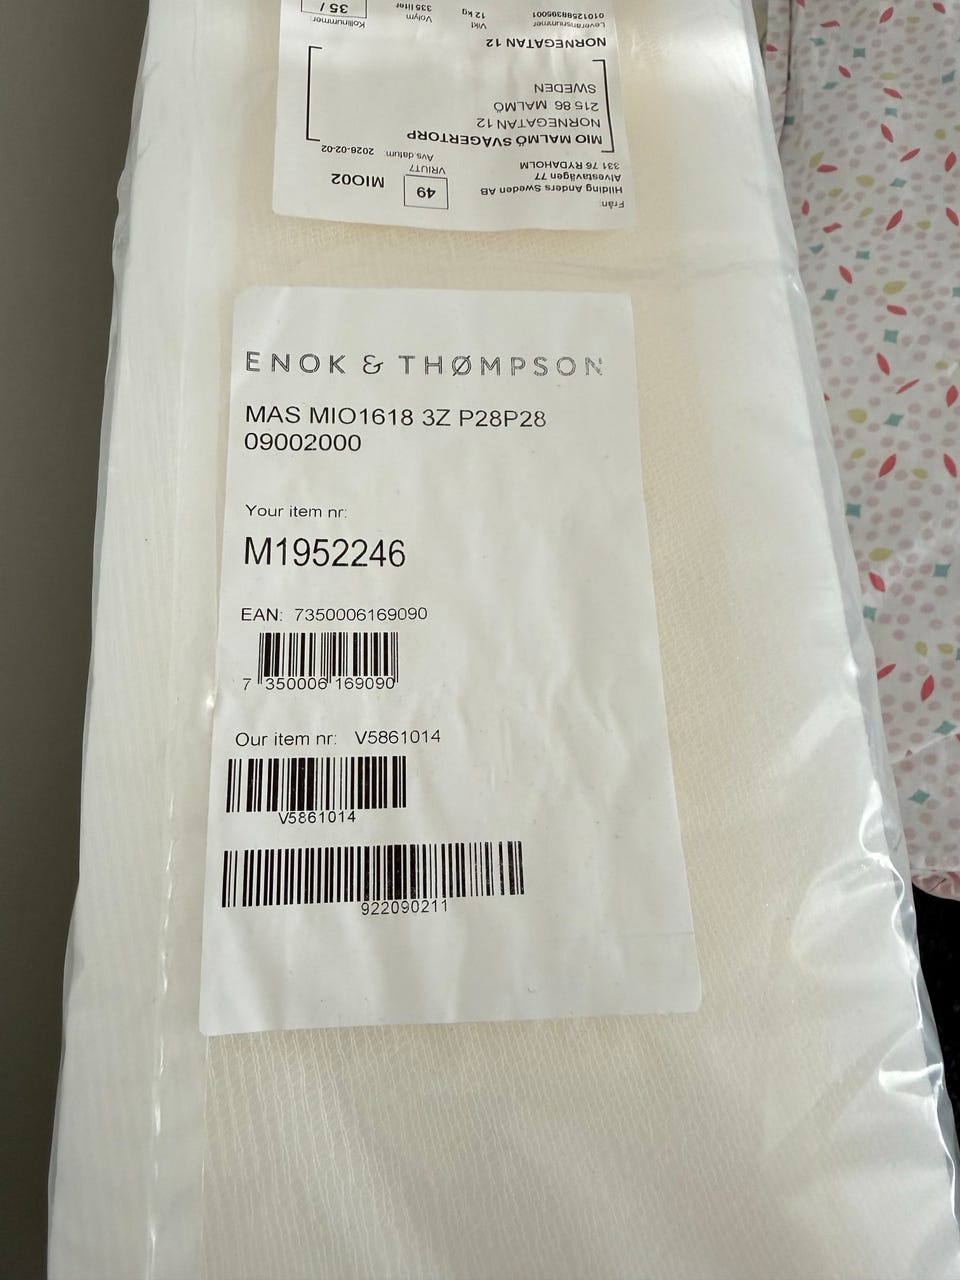 Från:
Hilding Anders Sweden AB
Alvestavägen 77
331 76 RYDAHOLM
49
VRIUT7
MIO02
Avs datum 2026-02-02
MIO MALMÖ SVÅGERTORP
NORNEGATAN 12
215 86 MALMÖ
SWEDEN
NORNEGATAN 12
Leveransnummer
Vikt
12 kg
Volym
335 liter
Kollinummer
35 /
ENOK & THØMPSON
MAS MIO1618 3Z P28P28
09002000
Your item nr:
M1952246
EAN: 7350006169090
7 350006 169090
Our item nr: V5861014
V5861014
922090211